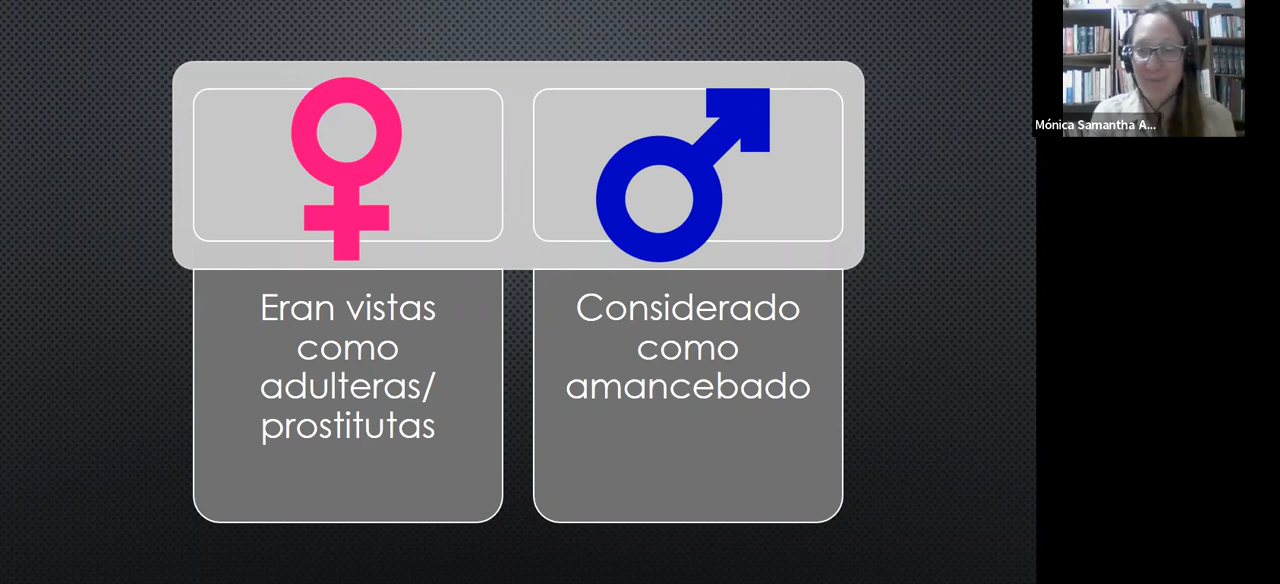 Eran vistas
como
adulteras/
prostitutas
Considerado
como
amancebado
Mónica Samantha A...